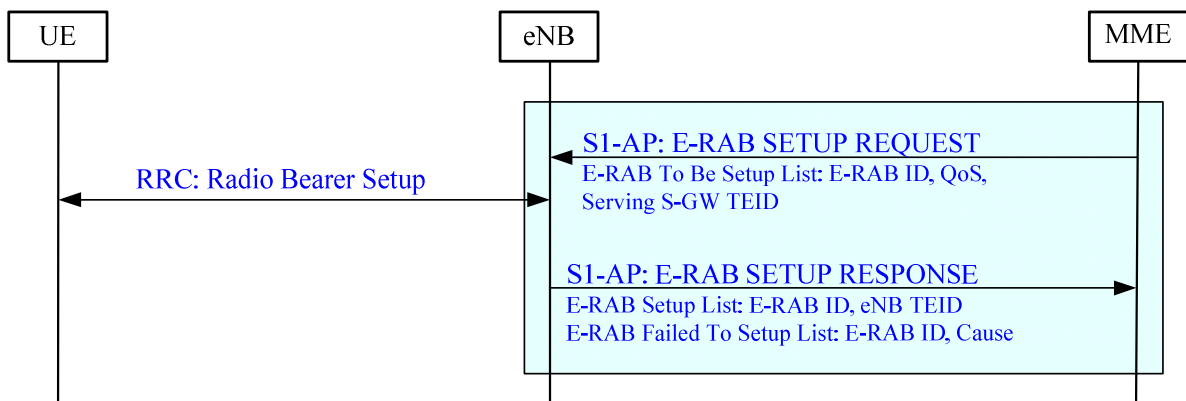 UE
eNB
MME
S1-AP: E-RAB SETUP REQUEST
E-RAB To Be Setup List: E-RAB ID, QoS,
Serving S-GW TEID
RRC: Radio Bearer Setup
S1-AP: E-RAB SETUP RESPONSE
E-RAB Setup List: E-RAB ID, eNB TEID
E-RAB Failed To Setup List: E-RAB ID, Cause